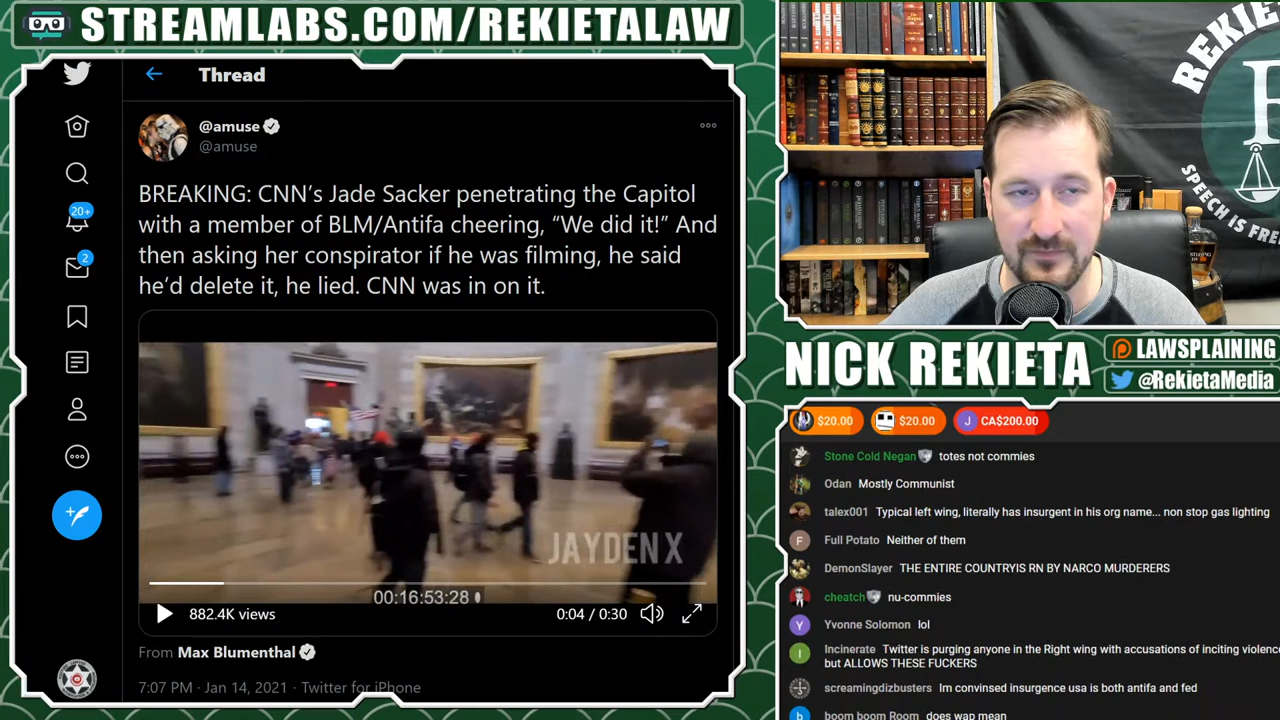 STREAMLABS.COM/REKIETALAW
Thread
@amuse
@amuse
BREAKING: CNN's Jade Sacker penetrating the Capitol
with a member of BLM/Antifa cheering, “We did it!” And
then asking her conspirator if he was filming, he said
he'd delete it, he lied. CNN was in on it.
20+
2
JAYDEN X
00:16:53:28
882.4K views
0:04 / 0:30
From Max Blumenthal
7:07 PM · Jan 14, 2021 · Twitter for iPhone
REKIE
SPEECH IS FRE
NICK REKIETA
LAWSPLAINING
@RekietaMedia
$20.00
$20.00
J CA$200.00
Stone Cold Negan totes not commies
Odan Mostly Communist
talex001 Typical left wing, literally has insurgent in his org name... non stop gas lighting
F Full Potato Neither of them
DemonSlayer THE ENTIRE COUNTRYIS RN BY NARCO MURDERERS
cheatch nu-commies
Y Yvonne Solomon lol
I Incinerate Twitter is purging anyone in the Right wing with accusations of inciting violence
but ALLOWS THESE FUCKERS
screamingdizbusters Im convinsed insurgence usa is both antifa and fed
b boom boom Room does wap mean